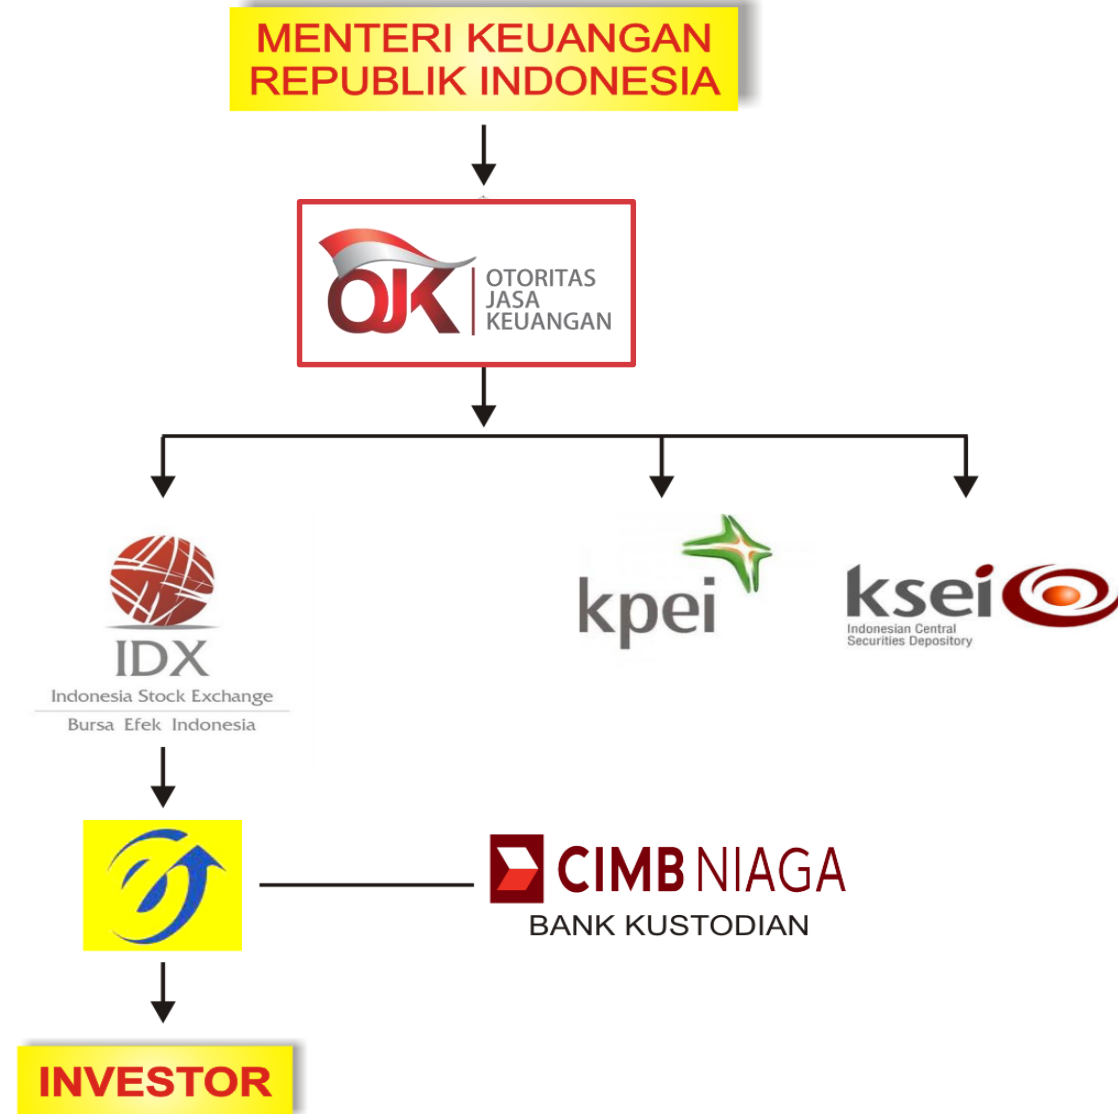 MENTERI KEUANGAN
REPUBLIK INDONESIA
OJK
OTORITAS
JASA
KEUANGAN
IDX
Indonesia Stock Exchange
Bursa Efek Indonesia
kpei
ksei
Indonesian Central
Securities Depository
CIMB NIAGA
BANK KUSTODIAN
INVESTOR